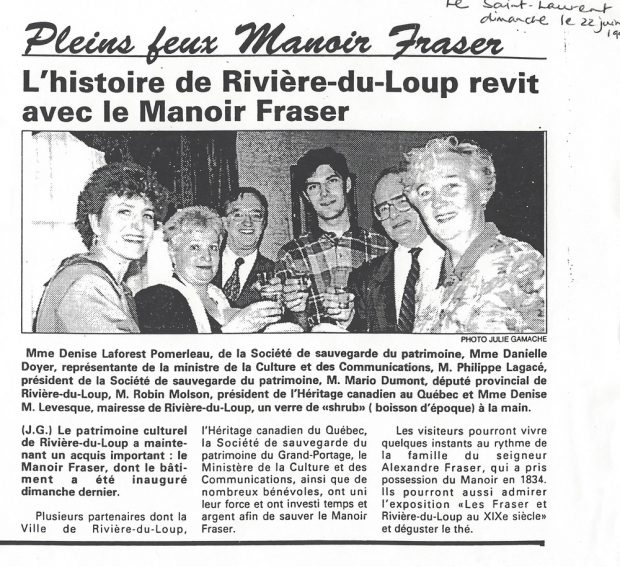 Le Saint-Laurent
dimanche le 22 juin
Pleins feux Manoir Fraser
L'histoire de Rivière-du-Loup revit
avec le Manoir Fraser
PHOTO JULIE GAMACHE
Mme Denise Laforest Pomerleau, de la Société de sauvegarde du patrimoine, Mme Danielle
Doyer, représentante de la ministre de la Culture et des Communications, M. Philippe Lagacé,
président de la Société de sauvegarde du patrimoine, M. Mario Dumont, député provincial de
Rivière-du-Loup, M. Robin Molson, président de l'Héritage canadien au Québec et Mme Denise
M. Levesque, mairesse de Rivière-du-Loup, un verre de «shrub» ( boisson d'époque) à la main.
(J.G.) Le patrimoine culturel
de Rivière-du-Loup a mainte-
nant un acquis important : le
Manoir Fraser, dont le bâti-
ment a été inauguré
dimanche dernier.
Plusieurs partenaires dont la
Ville de Rivière-du-Loup,
l'Héritage canadien du Québec,
la Société de sauvegarde du
patrimoine du Grand-Portage, le
Ministère de la Culture et des
Communications, ainsi que de
nombreux bénévoles, ont uni
leur force et ont investi temps et
argent afin de sauver le Manoir
Fraser.
Les visiteurs pourront vivre
quelques instants au rythme de
la famille du seigneur
Alexandre Fraser, qui a pris
possession du Manoir en 1834.
Ils pourront aussi admirer
l'exposition «Les Fraser et
Rivière-du-Loup au XIXe siècle»
et déguster le thé.